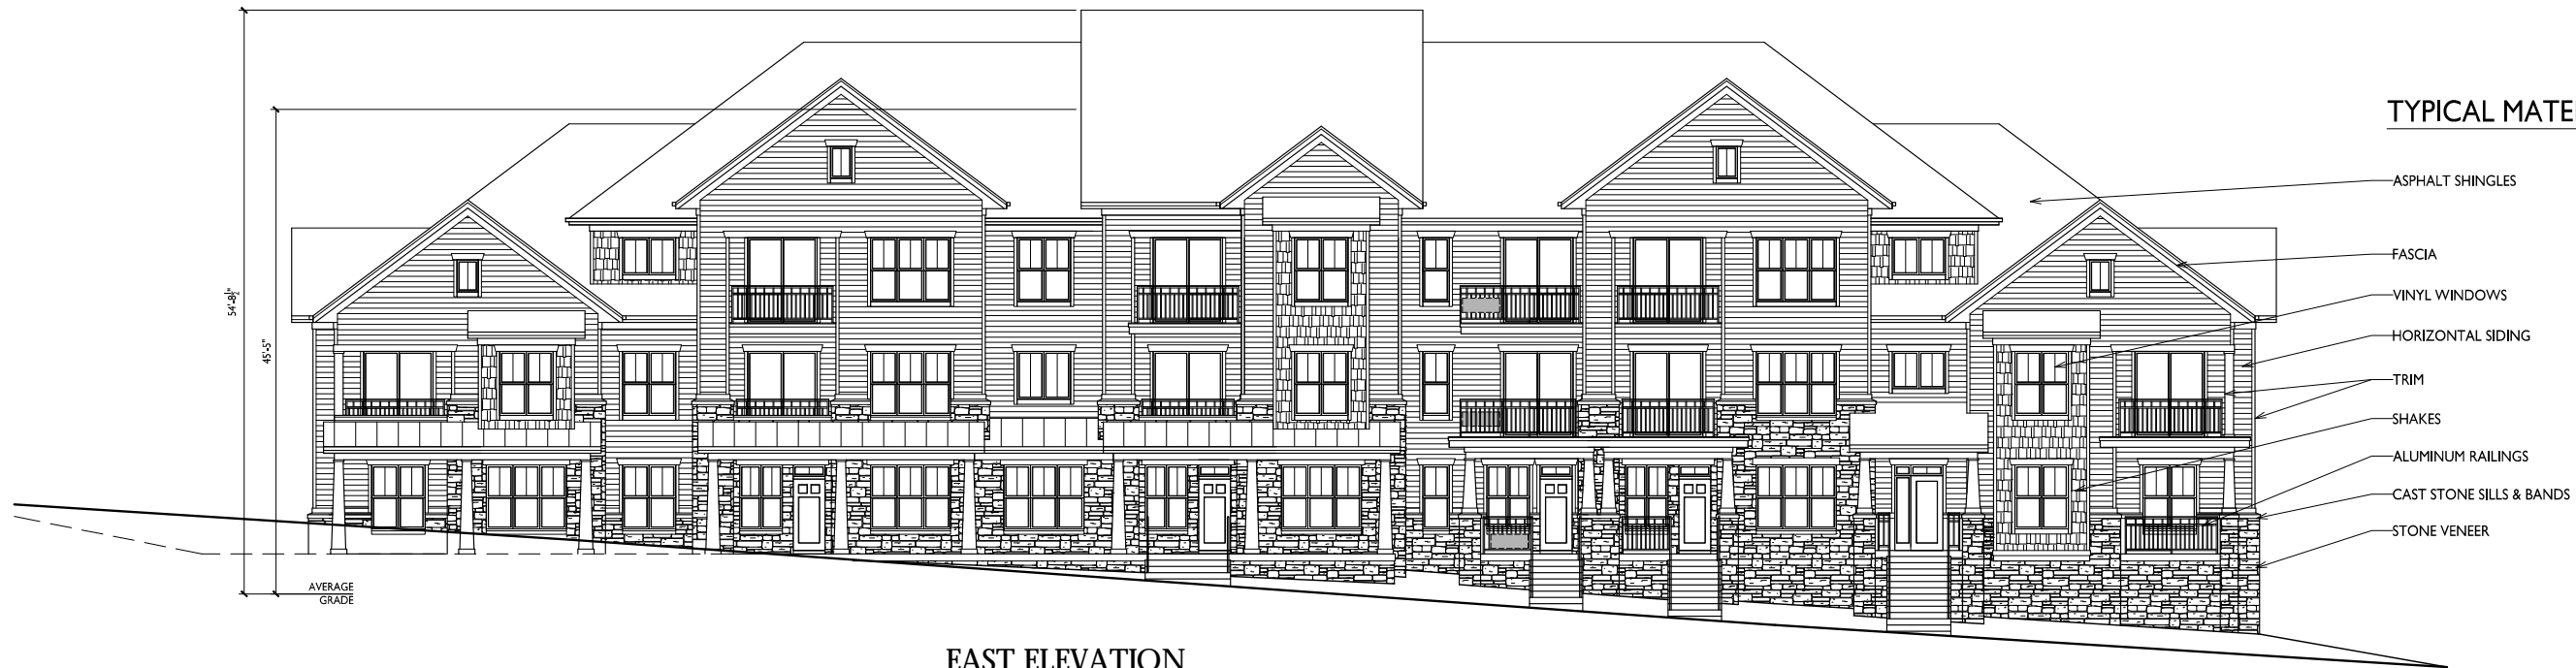 TYPICAL MATE
ASPHALT SHINGLES
FASCIA
VINYL WINDOWS
HORIZONTAL SIDING
TRIM
SHAKES
ALUMINUM RAILINGS
CAST STONE SILLS & BANDS
STONE VENEER
54'-8½"
45'-5"
AVERAGE
GRADE
EAST ELEVATION